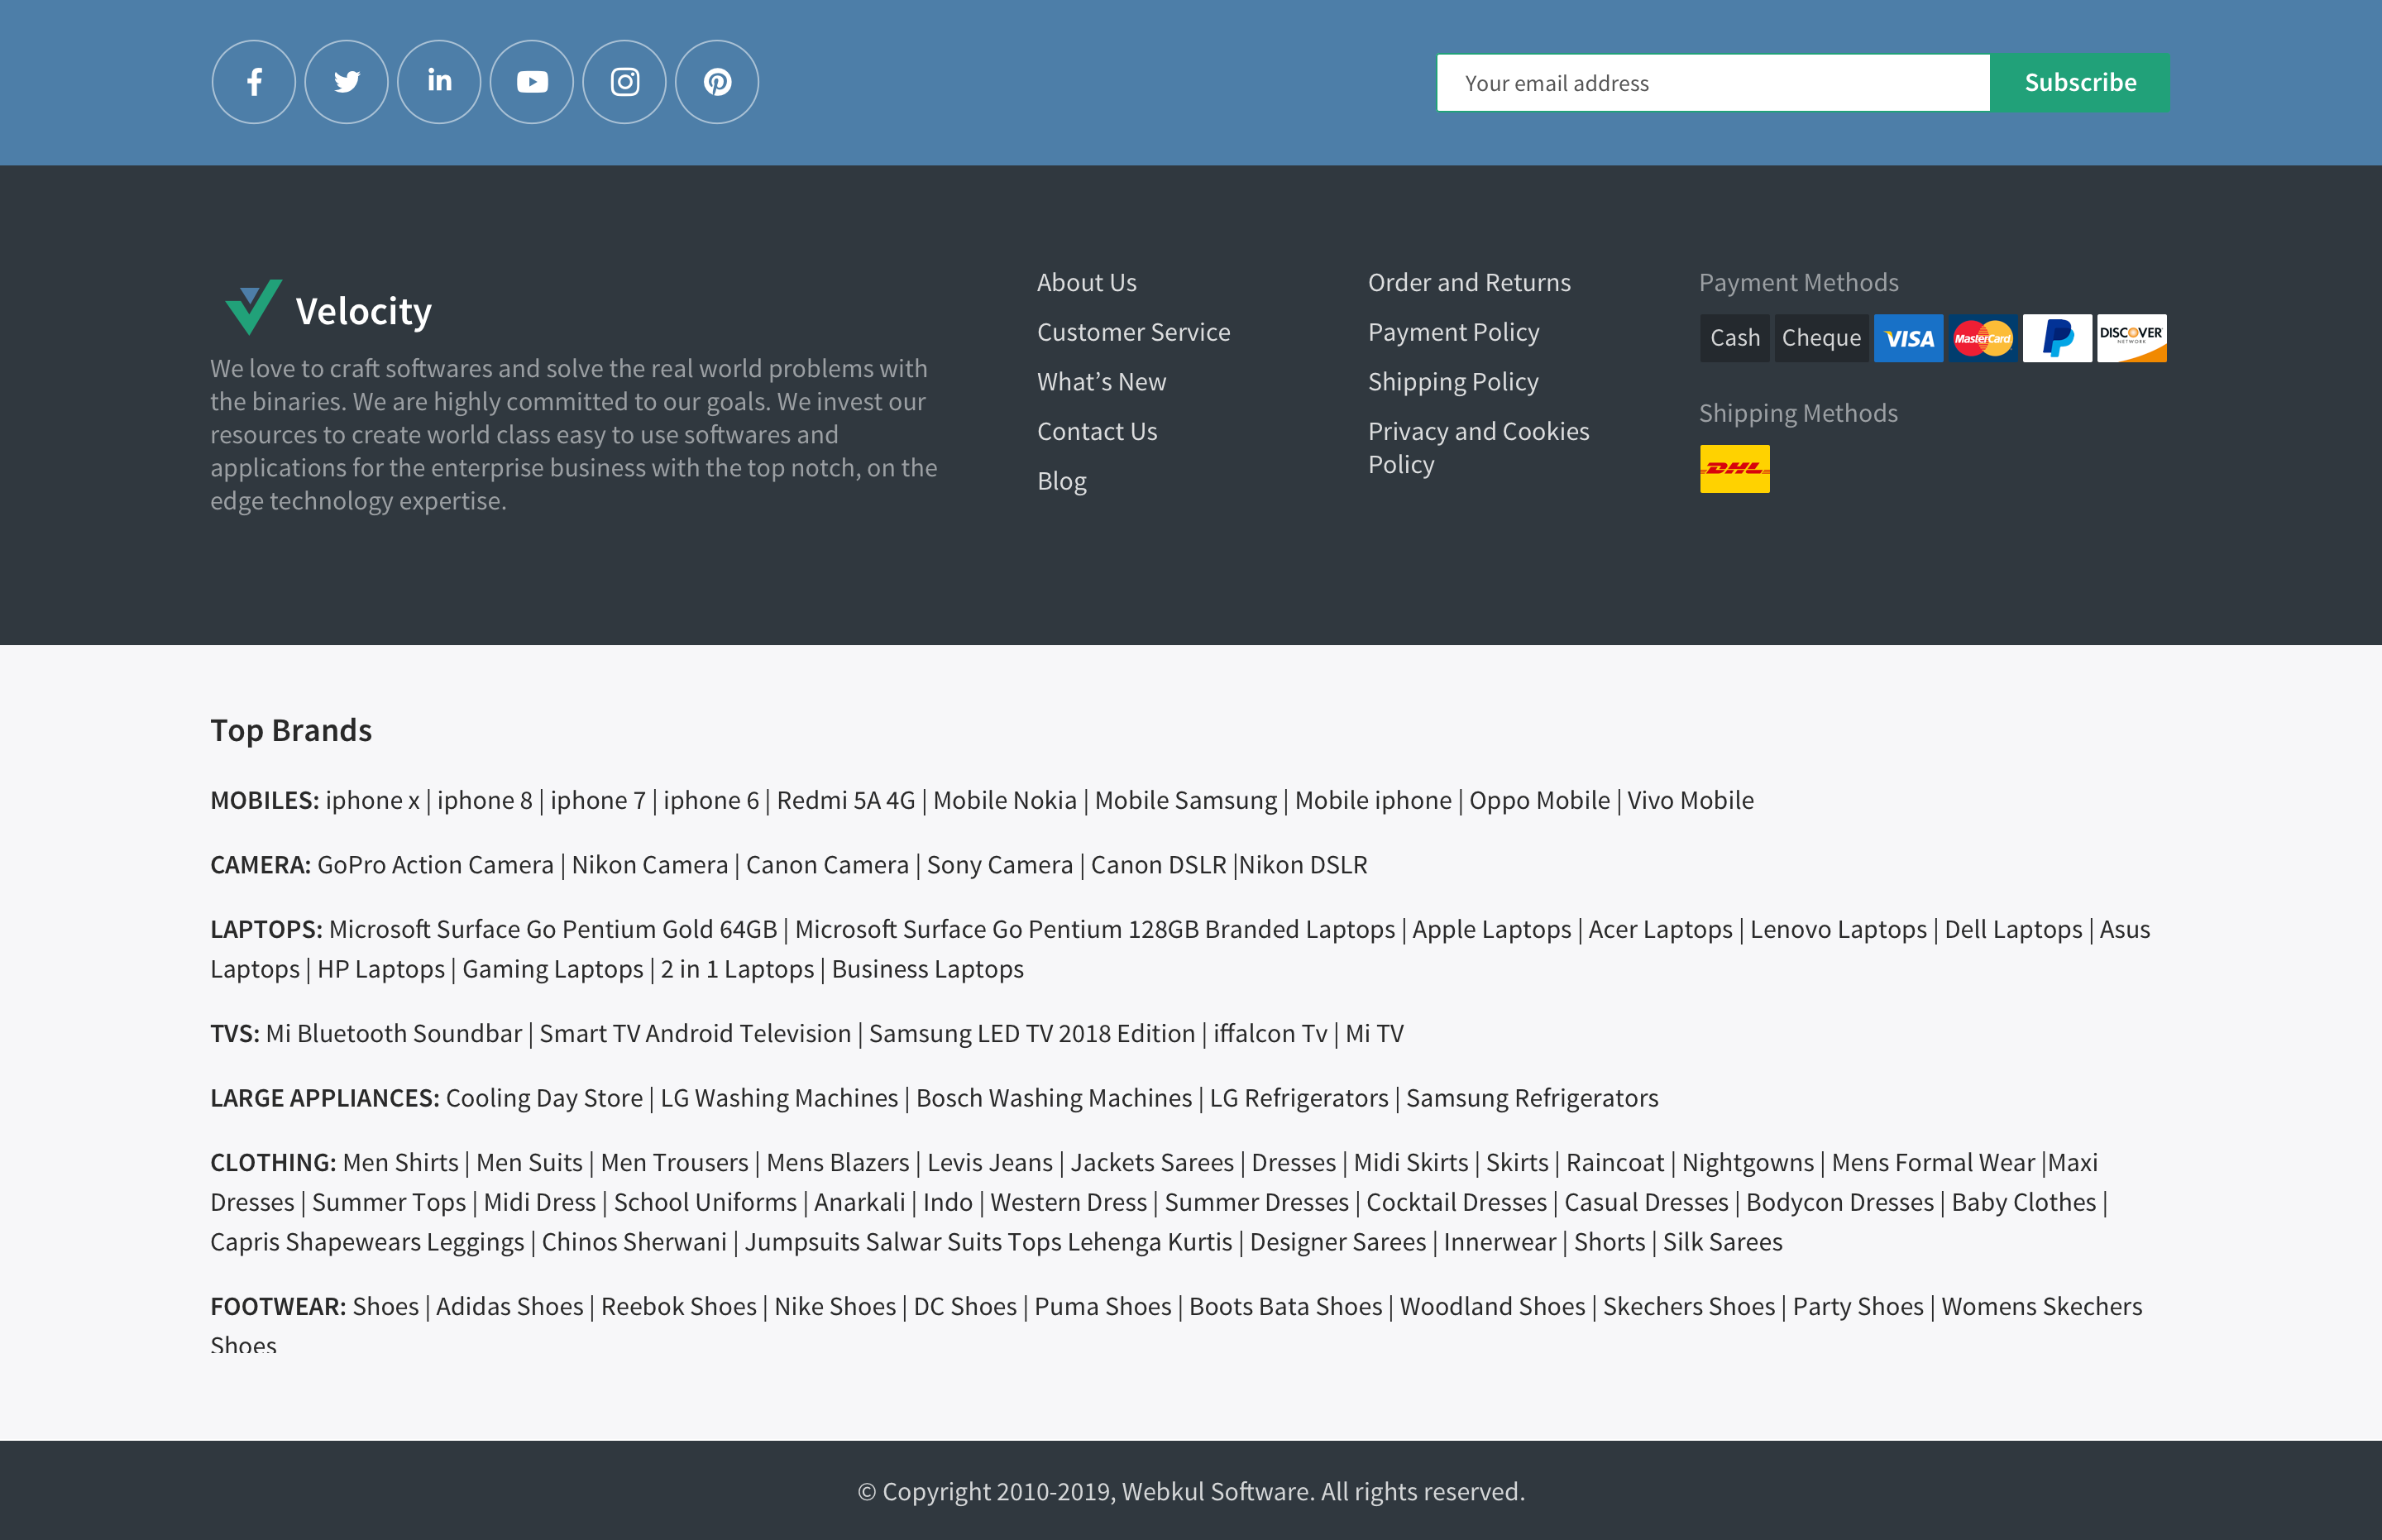 Your email address
Subscribe
Velocity
We love to craft softwares and solve the real world problems with
the binaries. We are highly committed to our goals. We invest our
resources to create world class easy to use softwares and
applications for the enterprise business with the top notch, on the
edge technology expertise.
About Us
Customer Service
What’s New
Contact Us
Blog
Order and Returns
Payment Policy
Shipping Policy
Privacy and Cookies
Policy
Payment Methods
Cash Cheque VISA MasterCard DISCOVER
NETWORK
Shipping Methods
DHL
Top Brands
MOBILES: iphone x | iphone 8 | iphone 7 | iphone 6 | Redmi 5A 4G | Mobile Nokia | Mobile Samsung | Mobile iphone | Oppo Mobile | Vivo Mobile
CAMERA: GoPro Action Camera | Nikon Camera | Canon Camera | Sony Camera | Canon DSLR |Nikon DSLR
LAPTOPS: Microsoft Surface Go Pentium Gold 64GB | Microsoft Surface Go Pentium 128GB Branded Laptops | Apple Laptops | Acer Laptops | Lenovo Laptops | Dell Laptops | Asus
Laptops | HP Laptops | Gaming Laptops | 2 in 1 Laptops | Business Laptops
TVS: Mi Bluetooth Soundbar | Smart TV Android Television | Samsung LED TV 2018 Edition | iffalcon Tv | Mi TV
LARGE APPLIANCES: Cooling Day Store | LG Washing Machines | Bosch Washing Machines | LG Refrigerators | Samsung Refrigerators
CLOTHING: Men Shirts | Men Suits | Men Trousers | Mens Blazers | Levis Jeans | Jackets Sarees | Dresses | Midi Skirts | Skirts | Raincoat | Nightgowns | Mens Formal Wear |Maxi
Dresses | Summer Tops | Midi Dress | School Uniforms | Anarkali | Indo | Western Dress | Summer Dresses | Cocktail Dresses | Casual Dresses | Bodycon Dresses | Baby Clothes |
Capris Shapewears Leggings | Chinos Sherwani | Jumpsuits Salwar Suits Tops Lehenga Kurtis | Designer Sarees | Innerwear | Shorts | Silk Sarees
FOOTWEAR: Shoes | Adidas Shoes | Reebok Shoes | Nike Shoes | DC Shoes | Puma Shoes | Boots Bata Shoes | Woodland Shoes | Skechers Shoes | Party Shoes | Womens Skechers
Shoes
© Copyright 2010-2019, Webkul Software. All rights reserved.